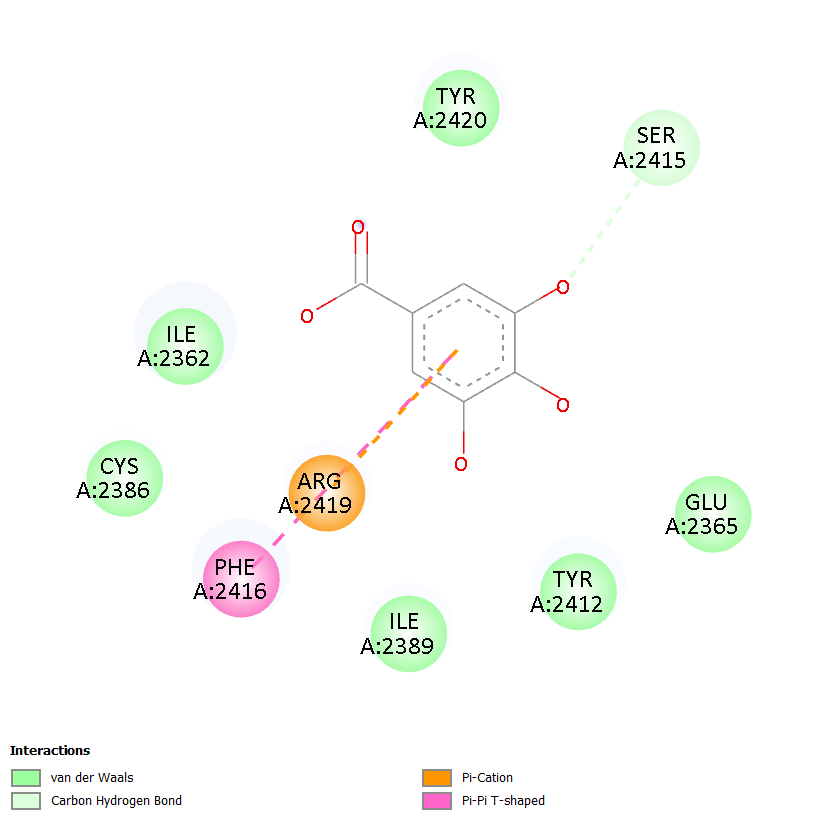 TYR
A:2420
SER
A:2415
O
O
O
ILE
A:2362
O
CYS
A:2386
O
ARG
A:2419
GLU
A:2365
PHE
A:2416
TYR
A:2412
ILE
A:2389
Interactions
van der Waals
Pi-Cation
Carbon Hydrogen Bond
Pi-Pi T-shaped